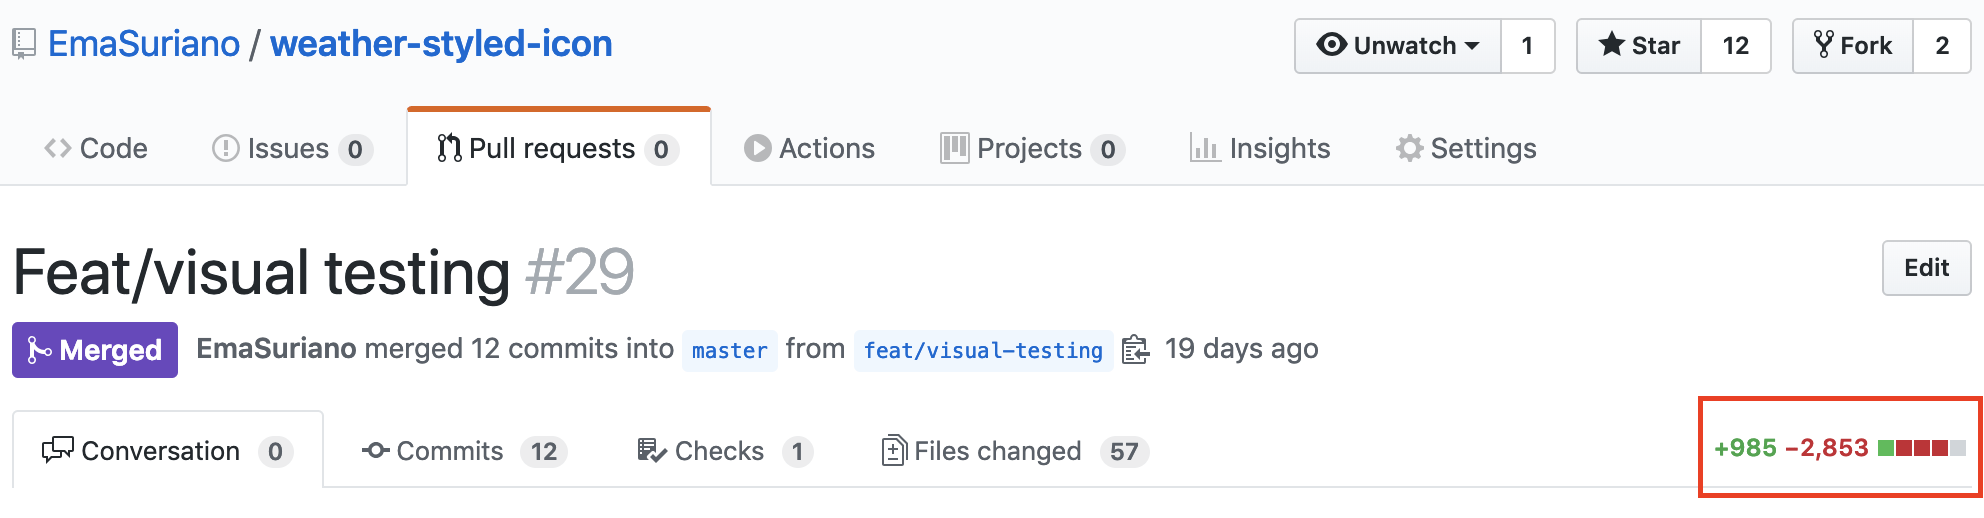 EmaSuriano / weather-styled-icon
Unwatch 1 Star 12 Fork 2
Code Issues 0 Pull requests 0 Actions Projects 0 Insights Settings
Feat/visual testing #29
Edit
Merged EmaSuriano merged 12 commits into master from feat/visual-testing 19 days ago
Conversation 0 Commits 12 Checks 1 Files changed 57 +985 −2,853